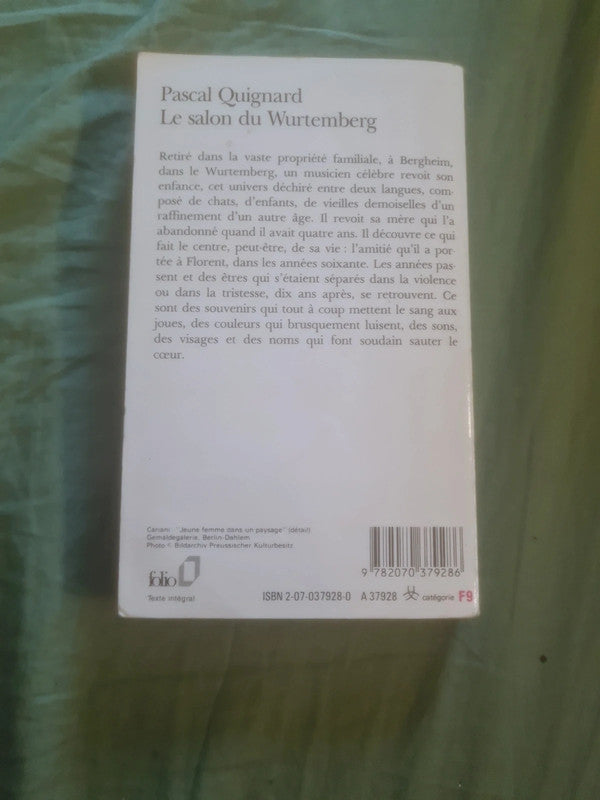 Pascal Quignard
Le salon du Wurtemberg
Retiré dans la vaste propriété familiale, à Bergheim,
dans le Wurtemberg, un musicien célèbre revoit son
enfance, cet univers déchiré entre deux langues, com-
posé de chats, d'enfants, de vieilles demoiselles d'un
raffinement d'un autre âge. Il revoit sa mère qui l'a
abandonné quand il avait quatre ans. Il découvre ce qui
fait le centre, peut-être, de sa vie : l'amitié qu'il a por-
tée à Florent, dans les années soixante. Les années pas-
sent et des êtres qui s'étaient séparés dans la violence
ou dans la tristesse, dix ans après, se retrouvent. Ce
sont des souvenirs qui tout à coup mettent le sang aux
joues, des couleurs qui brusquement luisent, des sons,
des visages et des noms qui font soudain sauter le
cœur.
Cariani : "Jeune femme dans un paysage" (détail)
Gemäldegalerie, Berlin-Dahlem
Photo © Bildarchiv Preussischer Kulturbesitz
folio
Texte intégral
9 782070 379286
ISBN 2-07-037928-0 A 37928 catégorie F9